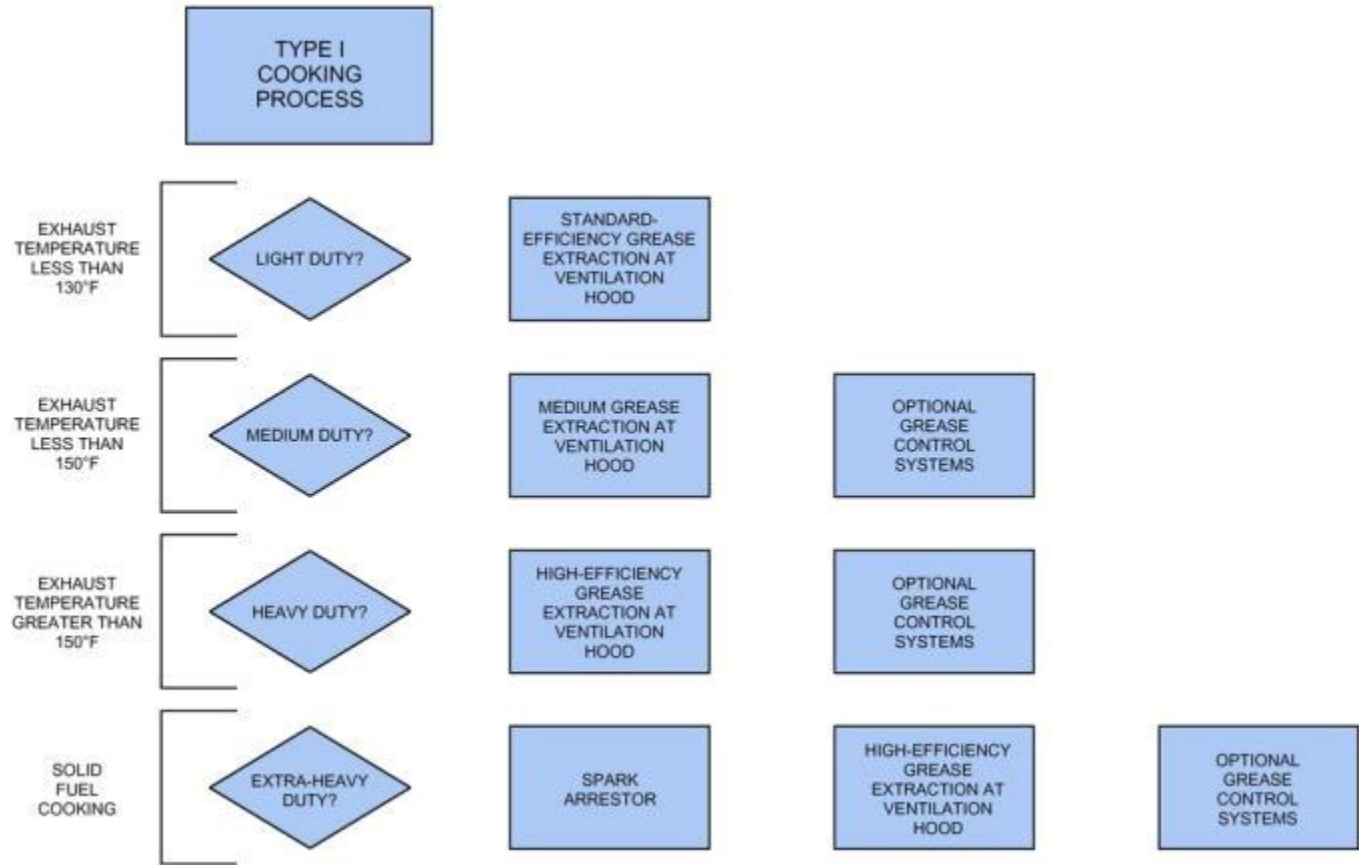 TYPE I
COOKING
PROCESS
EXHAUST
TEMPERATURE
LESS THAN
130°F
LIGHT DUTY?
STANDARD-
EFFICIENCY GREASE
EXTRACTION AT
VENTILATION
HOOD
EXHAUST
TEMPERATURE
LESS THAN
150°F
MEDIUM DUTY?
MEDIUM GREASE
EXTRACTION AT
VENTILATION
HOOD
OPTIONAL
GREASE
CONTROL
SYSTEMS
EXHAUST
TEMPERATURE
GREATER THAN
150°F
HEAVY DUTY?
HIGH-EFFICIENCY
GREASE
EXTRACTION AT
VENTILATION
HOOD
OPTIONAL
GREASE
CONTROL
SYSTEMS
SOLID
FUEL
COOKING
EXTRA-HEAVY
DUTY?
SPARK
ARRESTOR
HIGH-EFFICIENCY
GREASE
EXTRACTION AT
VENTILATION
HOOD
OPTIONAL
GREASE
CONTROL
SYSTEMS